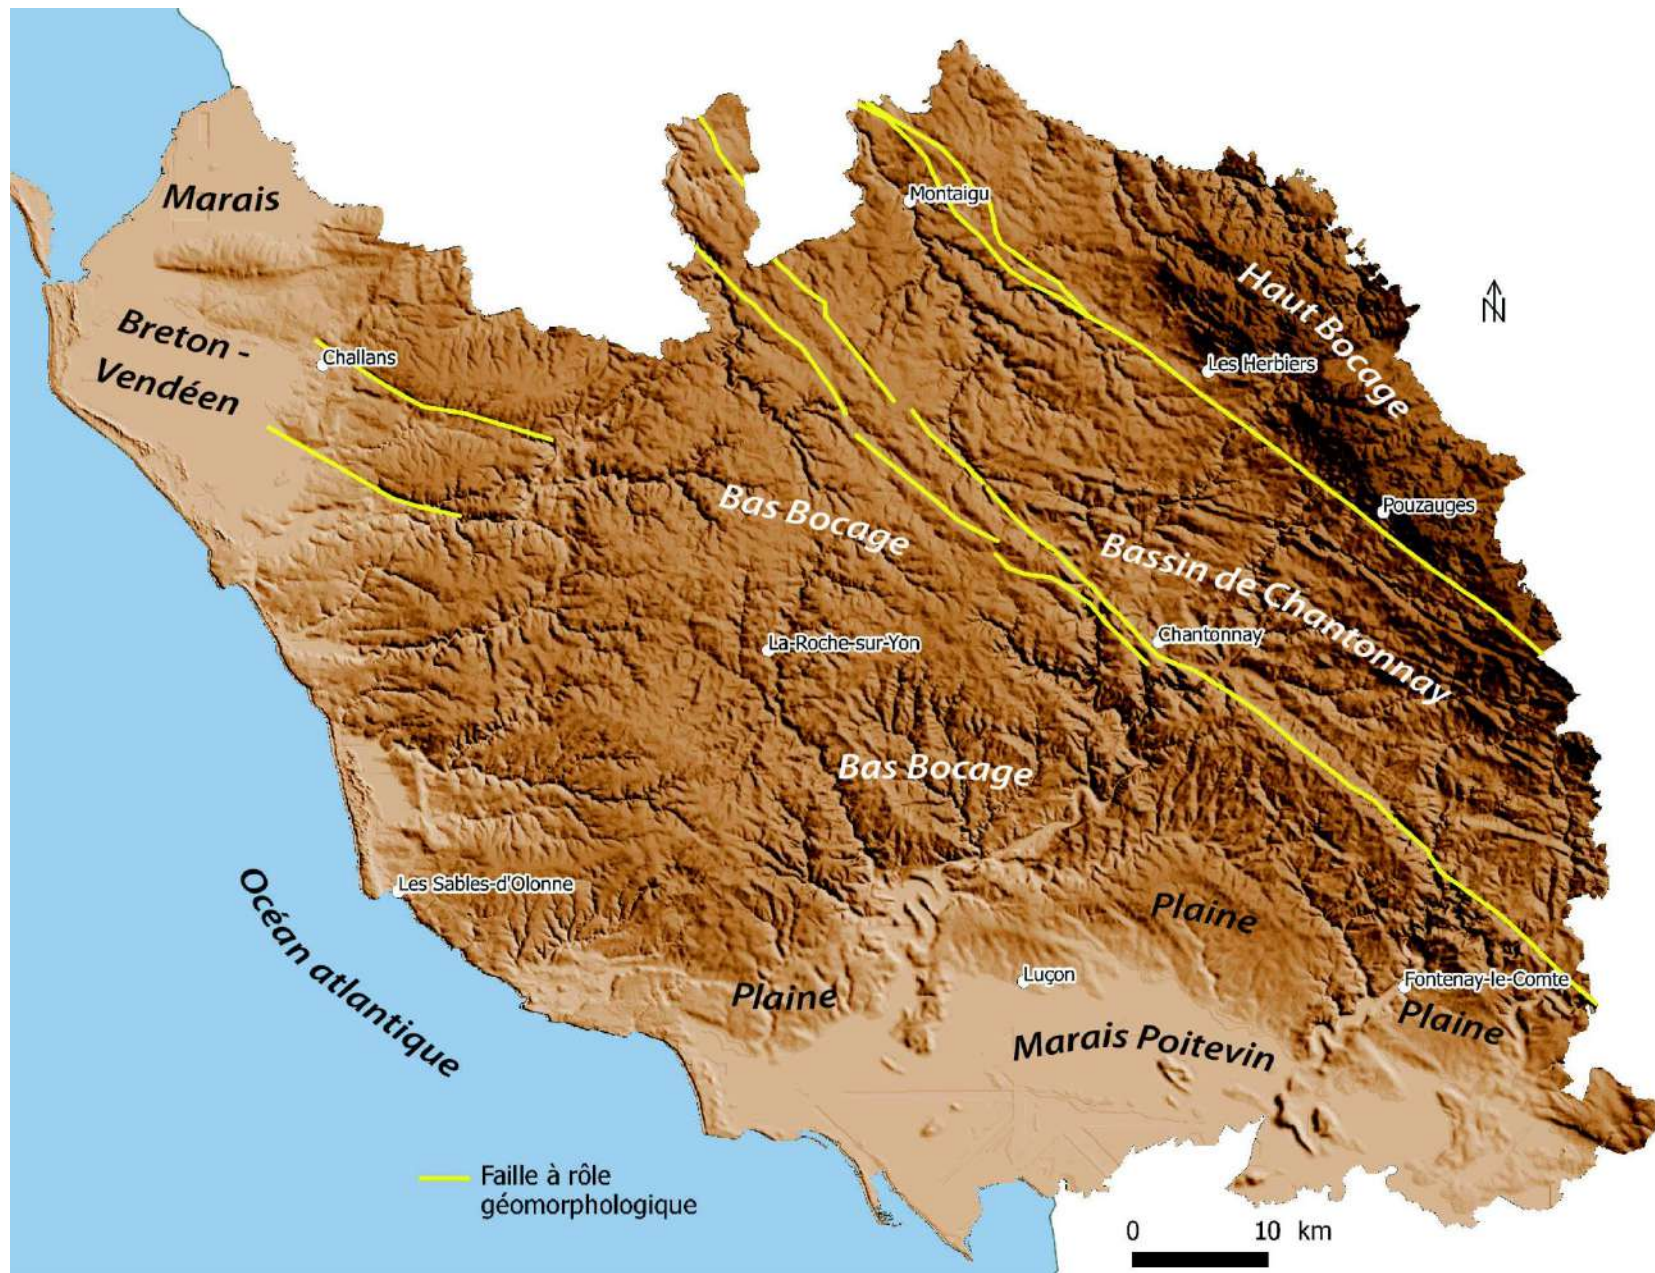 Marais
Breton -
Vendéen
Challans
Montaigu
Haut Bocage
N
Les Herbiers
Pouzauges
Bas Bocage
Bassin de Chantonnay
La-Roche-sur-Yon
Chantonnay
Bas Bocage
Les Sables-d'Olonne
Océan atlantique
Plaine
Luçon
Plaine
Fontenay-le-Comte
Plaine
Marais Poitevin
Faille à rôle
géomorphologique
0 10 km